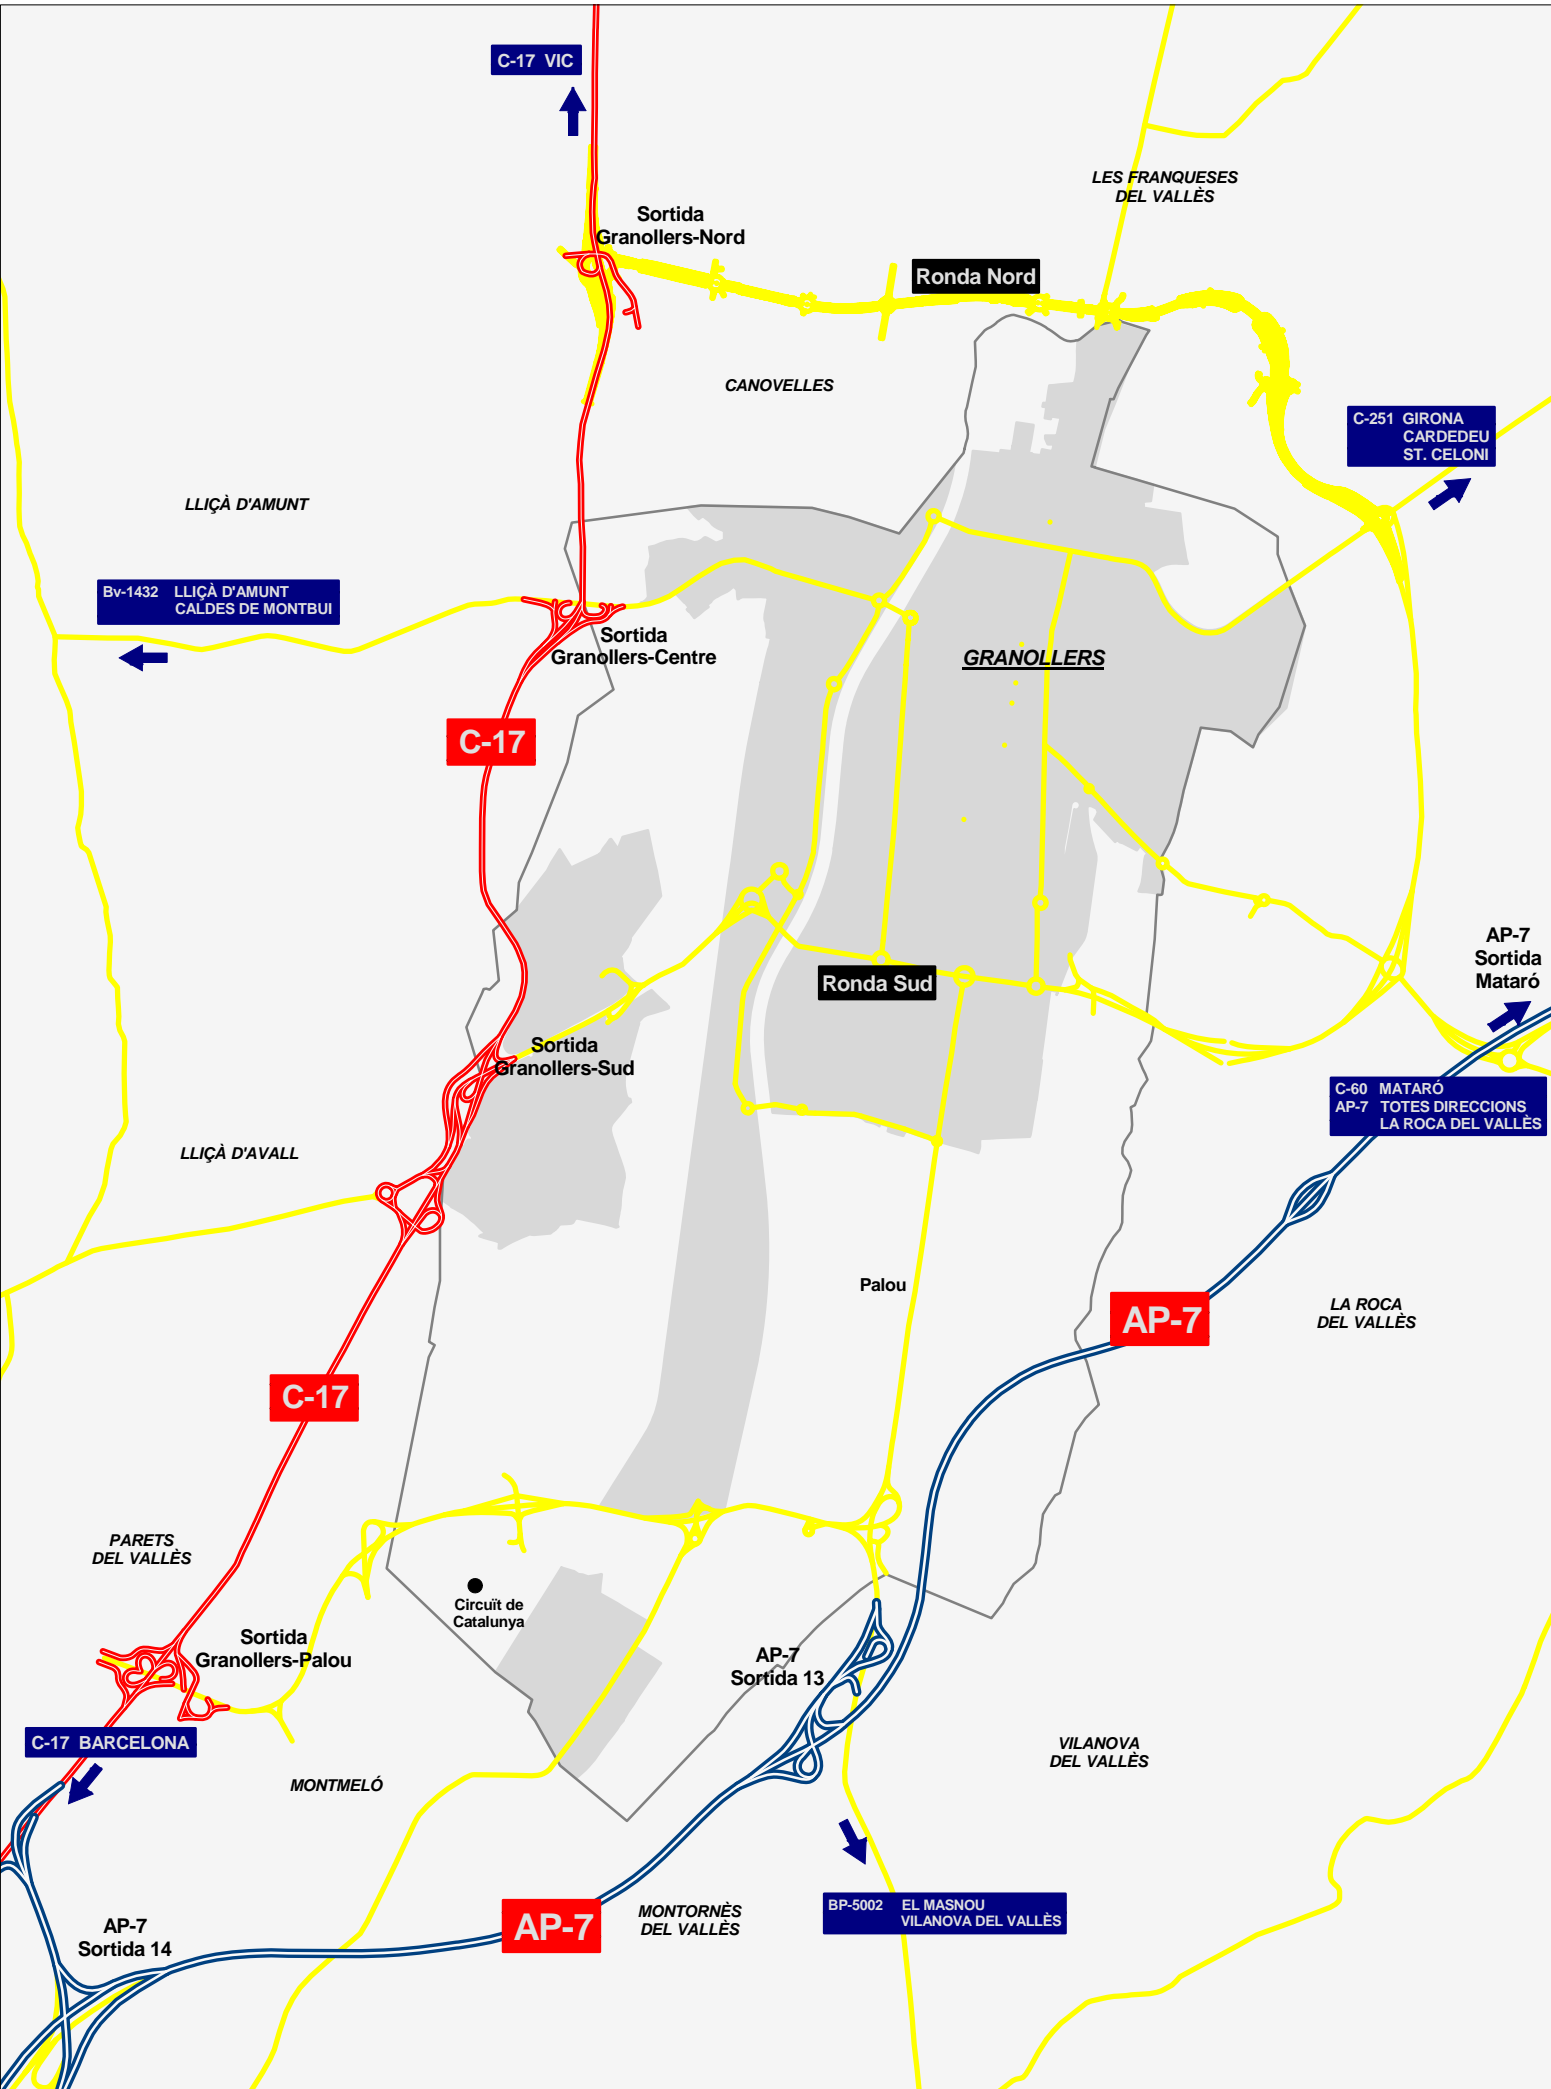 C-17 VIC
LES FRANQUESES
DEL VALLÈS
Sortida
Granollers-Nord
Ronda Nord
CANOVELLES
C-251 GIRONA
CARDEDEU
ST. CELONI
LLIÇÀ D'AMUNT
Bv-1432 LLIÇÀ D'AMUNT
CALDES DE MONTBUI
Sortida
Granollers-Centre
GRANOLLERS
C-17
AP-7
Sortida
Mataró
Ronda Sud
Sortida
Granollers-Sud
C-60 MATARÓ
AP-7 TOTES DIRECCIONS
LA ROCA DEL VALLÈS
LLIÇÀ D'AVALL
Palou
AP-7
LA ROCA
DEL VALLÈS
C-17
PARETS
DEL VALLÈS
Circuït de
Catalunya
Sortida
Granollers-Palou
AP-7
Sortida 13
C-17 BARCELONA
VILANOVA
DEL VALLÈS
MONTMELÓ
BP-5002 EL MASNOU
VILANOVA DEL VALLÈS
AP-7
MONTORNÈS
DEL VALLÈS
AP-7
Sortida 14